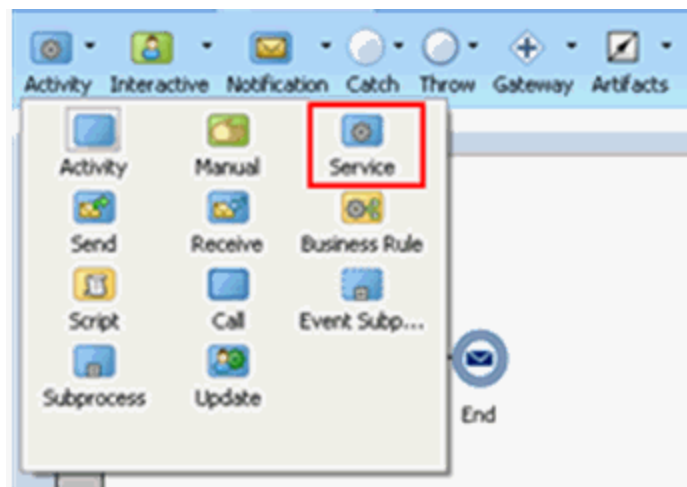 Activity Interactive Notification Catch Throw Gateway Artifacts
Activity Manual Service
Send Receive Business Rule
Script Call Event Subp...
Subprocess Update
End